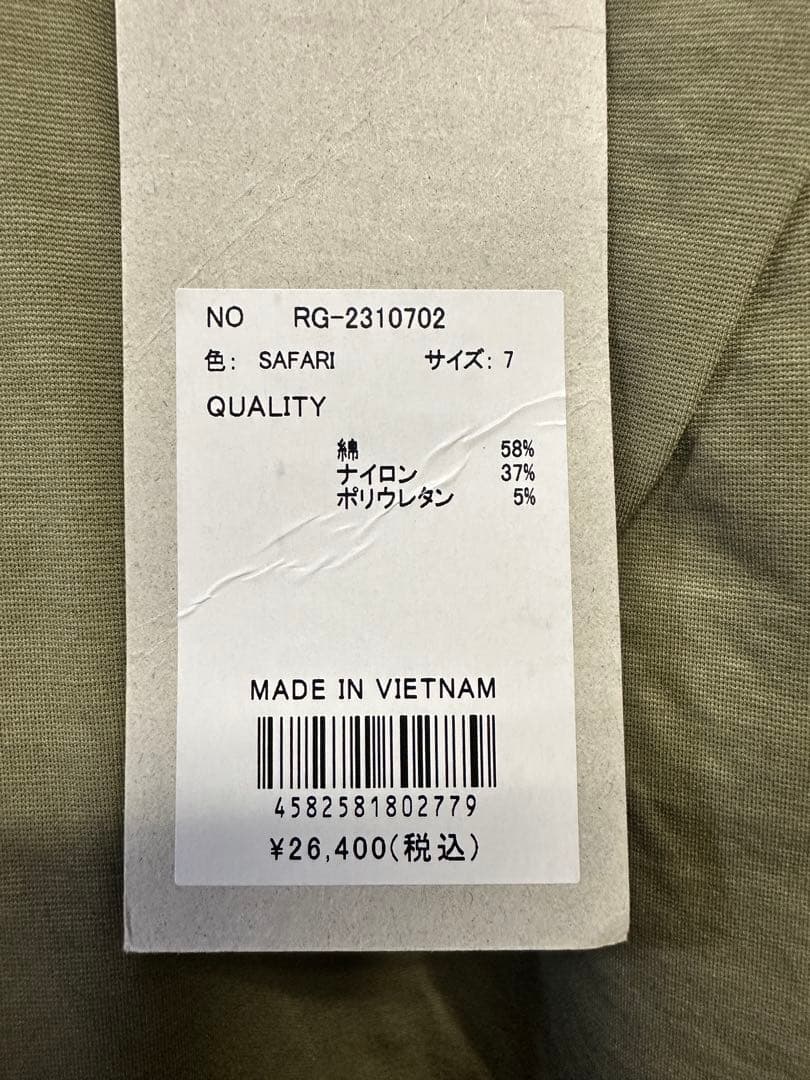 NO RG-2310702
色: SAFARI サイズ: 7
QUALITY
綿 58%
ナイロン 37%
ポリウレタン 5%
MADE IN VIETNAM
4582581802779
¥26,400(税込)